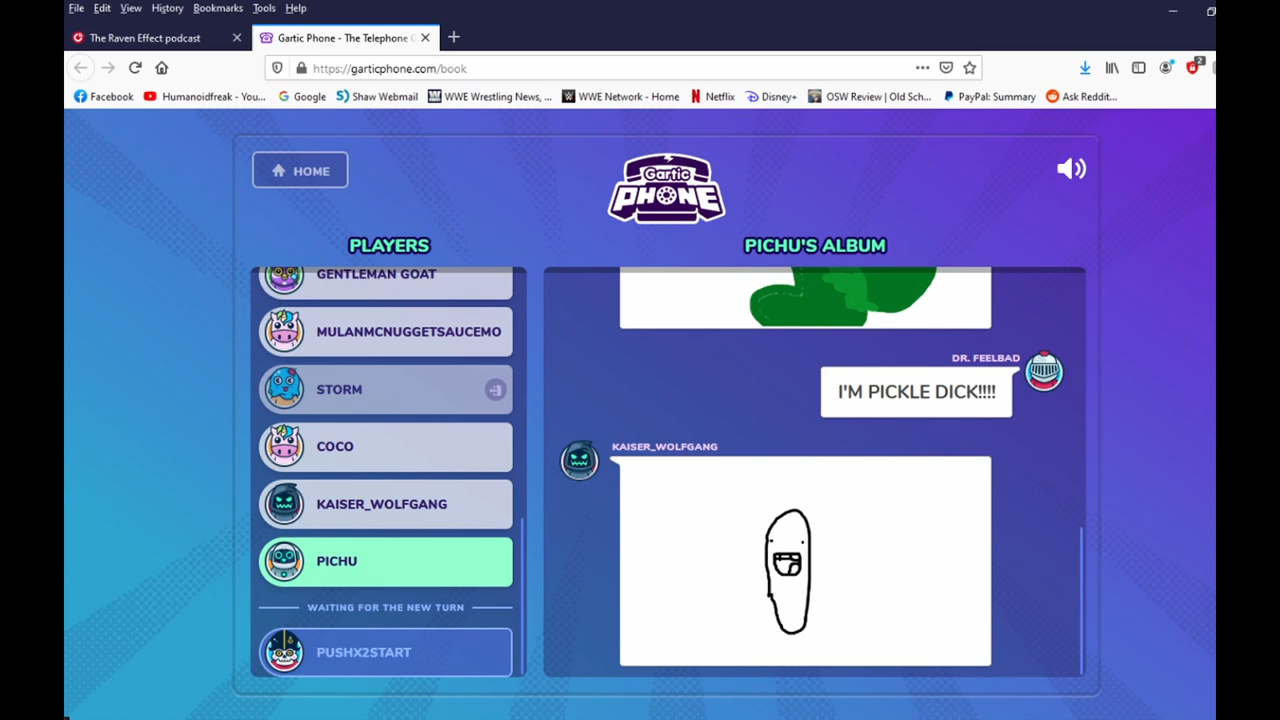 File Edit View History Bookmarks Tools Help
The Raven Effect podcast
Gartic Phone - The Telephone G
https://garticphone.com/book
Facebook
Humanoidfreak - You...
Google
Shaw Webmail
WWE Wrestling News, ...
WWE Network - Home
Netflix
Disney+
OSW Review | Old Sch...
PayPal: Summary
Ask Reddit...
2
HOME
Gartic
PHONE
PLAYERS
PICHU'S ALBUM
GENTLEMAN GOAT
MULANMCNUGGETSAUCEMO
STORM
COCO
KAISER_WOLFGANG
PICHU
WAITING FOR THE NEW TURN
PUSHX2START
DR. FEELBAD
I'M PICKLE DICK!!!!
KAISER_WOLFGANG